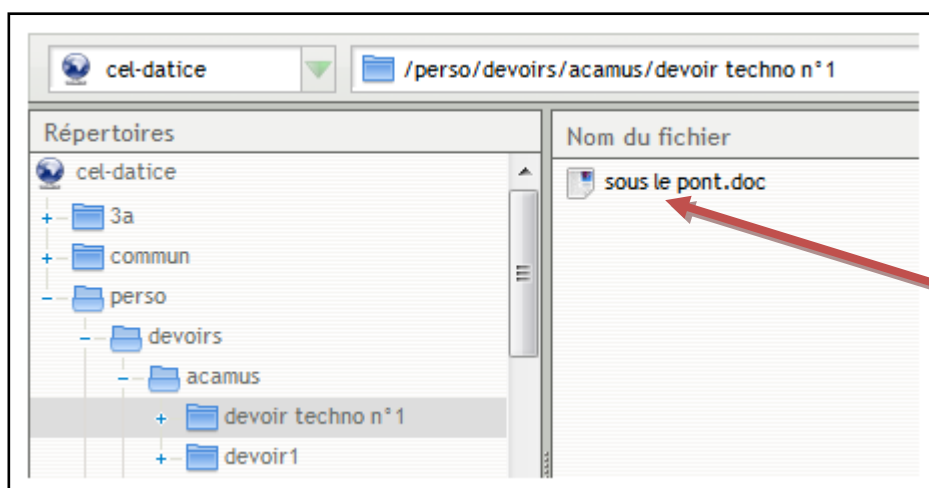 cel-datice
/perso/devoirs/acamus/devoir techno n°1
Répertoires
cel-datice
3a
commun
perso
devoirs
acamus
devoir techno n°1
devoir1
Nom du fichier
sous le pont.doc